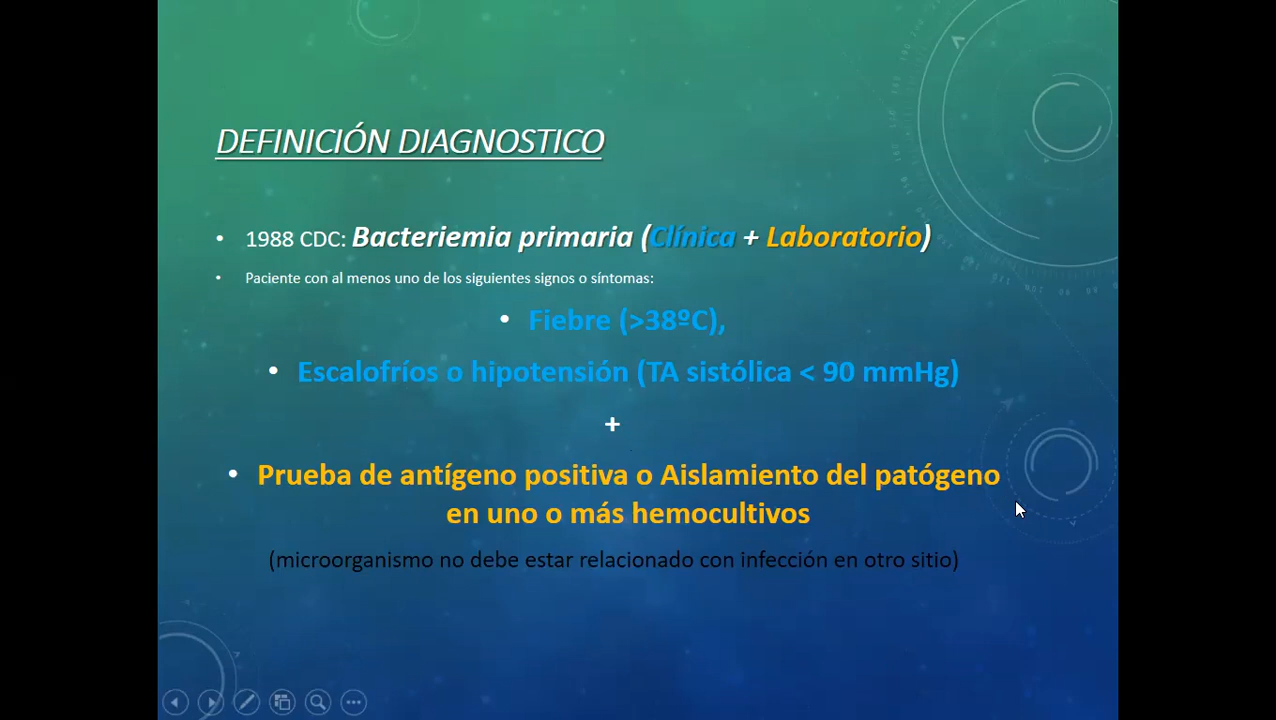 DEFINICIÓN DIAGNOSTICO
• 1988 CDC: Bacteriemia primaria (Clínica + Laboratorio)
• Paciente con al menos uno de los siguientes signos o síntomas:
• Fiebre (>38ºC),
• Escalofríos o hipotensión (TA sistólica < 90 mmHg)
+
• Prueba de antígeno positiva o Aislamiento del patógeno
en uno o más hemocultivos
(microorganismo no debe estar relacionado con infección en otro sitio)